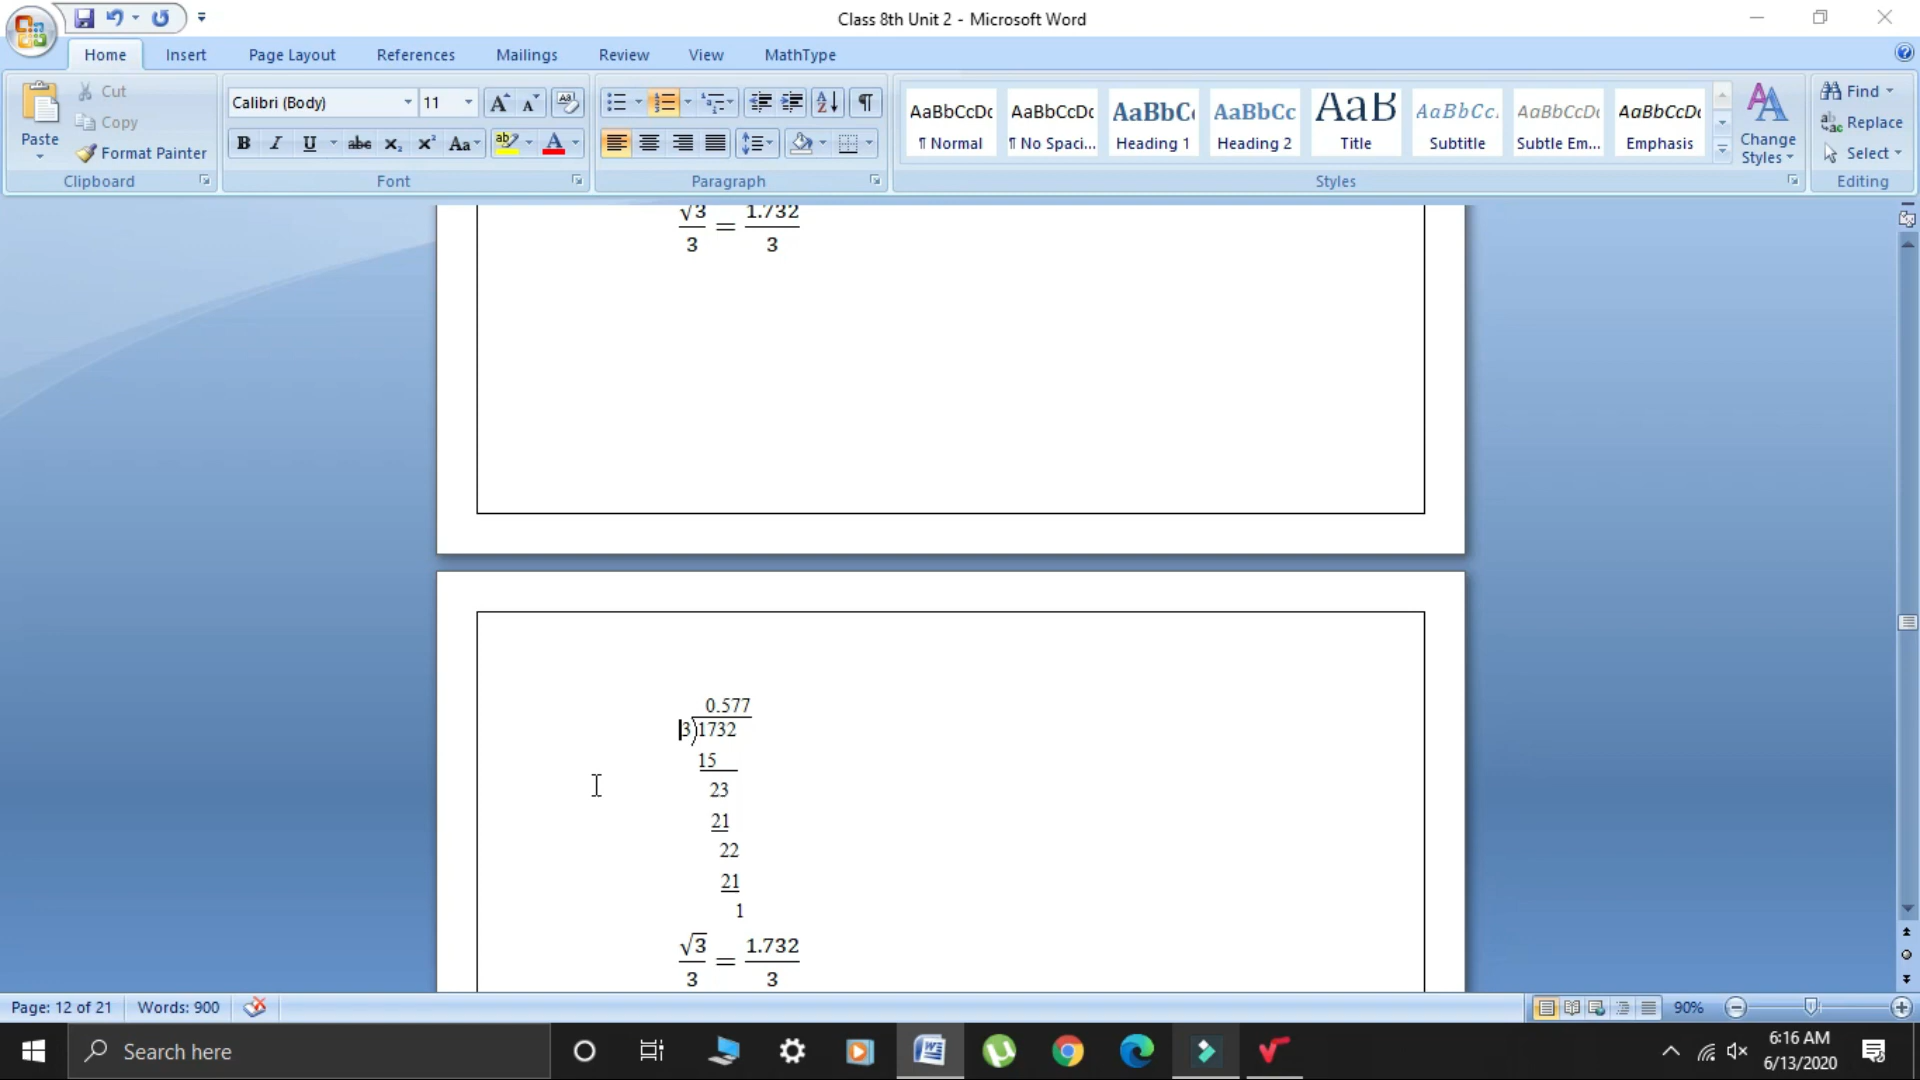 Class 8th Unit 2 - Microsoft Word
Home Insert Page Layout References Mailings Review View MathType
Paste
Cut
Copy
Format Painter
Clipboard
Calibri (Body) 11
B I U abc X₂ X² Aa
Font
Paragraph
AaBbCcDc AaBbCcDc AaBbC AaBbCc AaB AaBbCc. AaBbCcDc AaBbCcDc
¶ Normal ¶ No Spaci... Heading 1 Heading 2 Title Subtitle Subtle Em... Emphasis
Change Styles
Styles
Find
Replace
Select
Editing
√3/3 = 1.732/3
0.577
3)1732
15
23
21
22
21
1
√3/3 = 1.732/3
Page: 12 of 21 Words: 900 90%
Search here
6:16 AM
6/13/2020